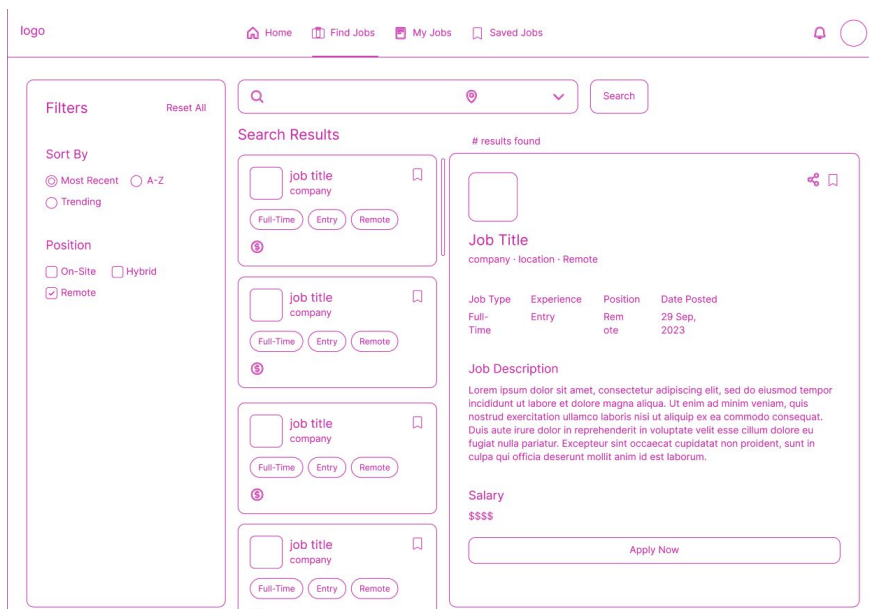 logo
Home
Find Jobs
My Jobs
Saved Jobs
Filters
Reset All
Sort By
Most Recent
A-Z
Trending
Position
On-Site
Hybrid
Remote
Search
Search Results
# results found
job title
company
Full-Time
Entry
Remote
job title
company
Full-Time
Entry
Remote
job title
company
Full-Time
Entry
Remote
job title
company
Full-Time
Entry
Remote
Job Title
company · location · Remote
Job Type
Experience
Position
Date Posted
Full-
Time
Entry
Rem
ote
29 Sep,
2023
Job Description
Lorem ipsum dolor sit amet, consectetur adipiscing elit, sed do eiusmod tempor
incididunt ut labore et dolore magna aliqua. Ut enim ad minim veniam, quis
nostrud exercitation ullamco laboris nisi ut aliquip ex ea commodo consequat.
Duis aute irure dolor in reprehenderit in voluptate velit esse cillum dolore eu
fugiat nulla pariatur. Excepteur sint occaecat cupidatat non proident, sunt in
culpa qui officia deserunt mollit anim id est laborum.
Salary
$$$$
Apply Now